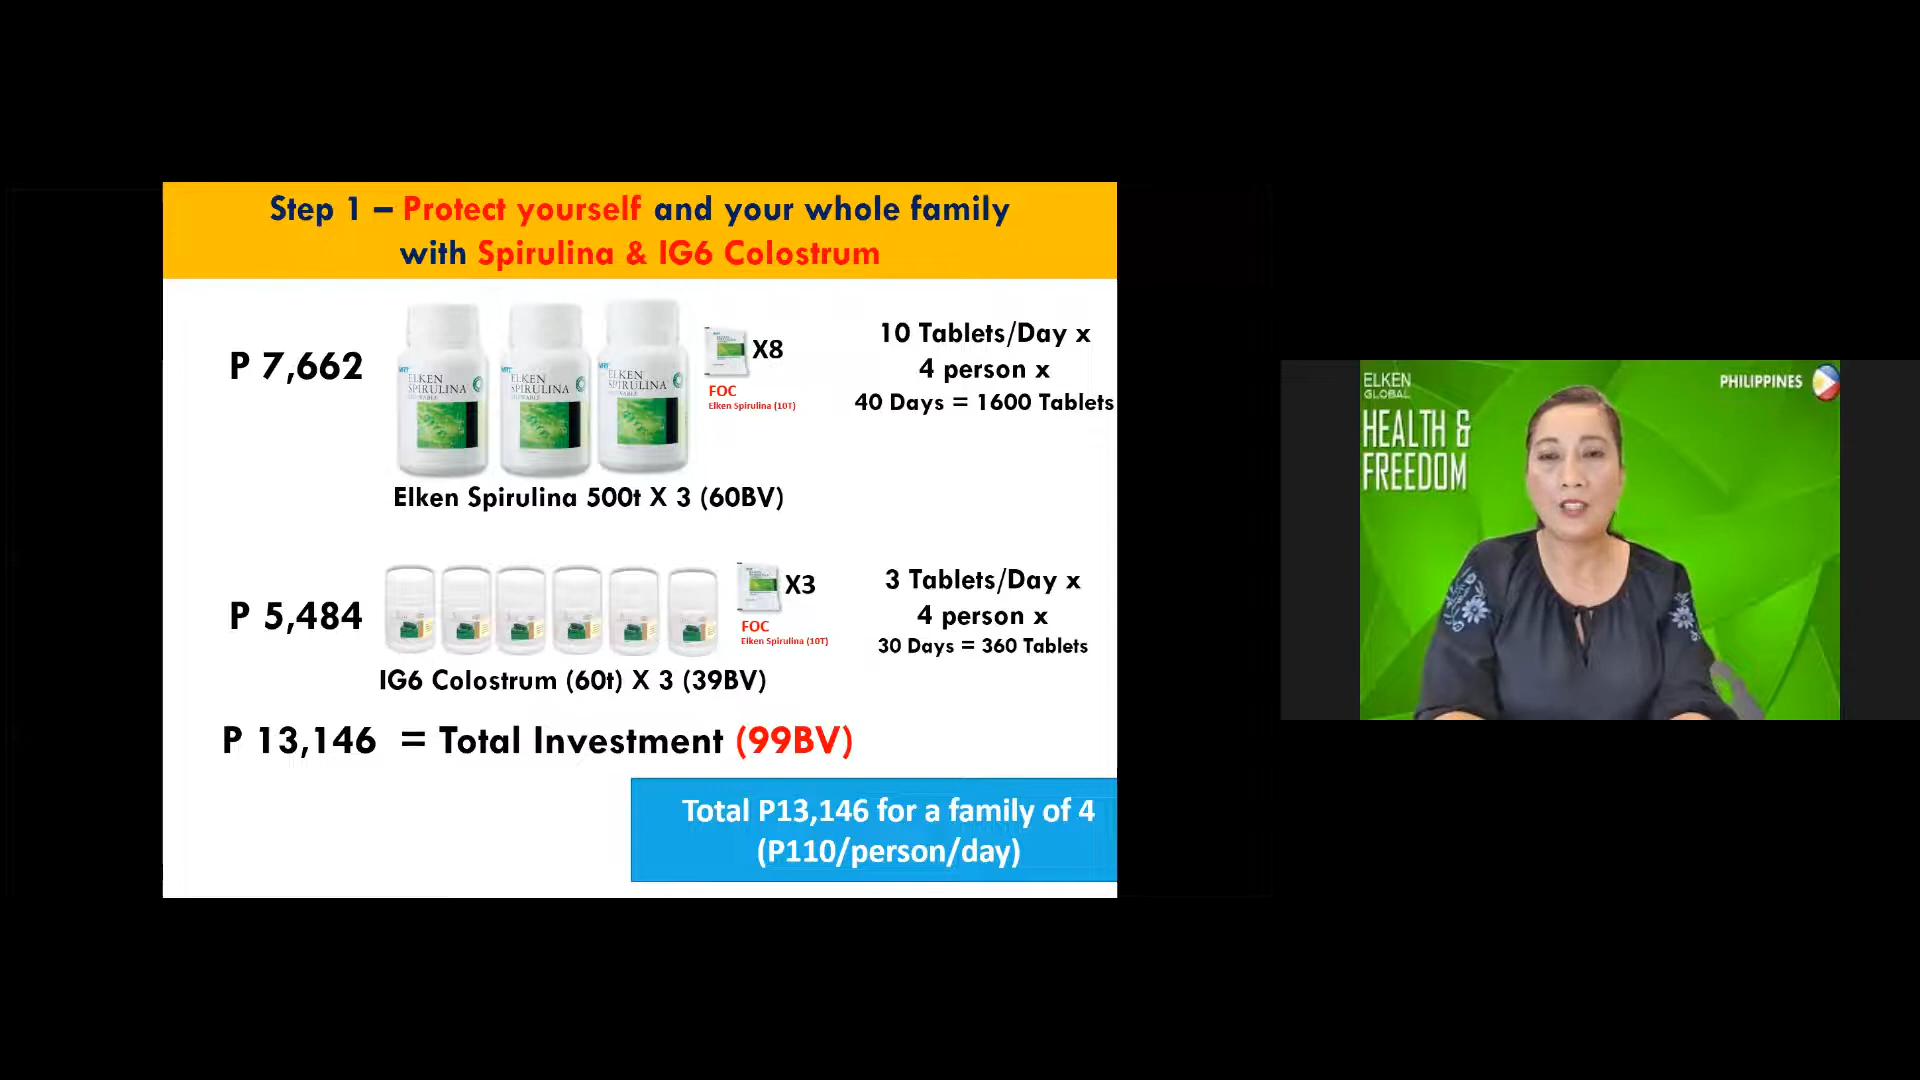 Step 1 – Protect yourself and your whole family
with Spirulina & IG6 Colostrum
P 7,662
ELKEN
SPIRULINA
ELKEN
SPIRULINA
ELKEN
SPIRULINA
X8
FOC
Elken Spirulina (10T)
10 Tablets/Day x
4 person x
40 Days = 1600 Tablets
Elken Spirulina 500t X 3 (60BV)
P 5,484
X3
FOC
Elken Spirulina (10T)
3 Tablets/Day x
4 person x
30 Days = 360 Tablets
IG6 Colostrum (60t) X 3 (39BV)
P 13,146 = Total Investment (99BV)
Total P13,146 for a family of 4
(P110/person/day)
ELKEN
GLOBAL
HEALTH &
FREEDOM
PHILIPPINES